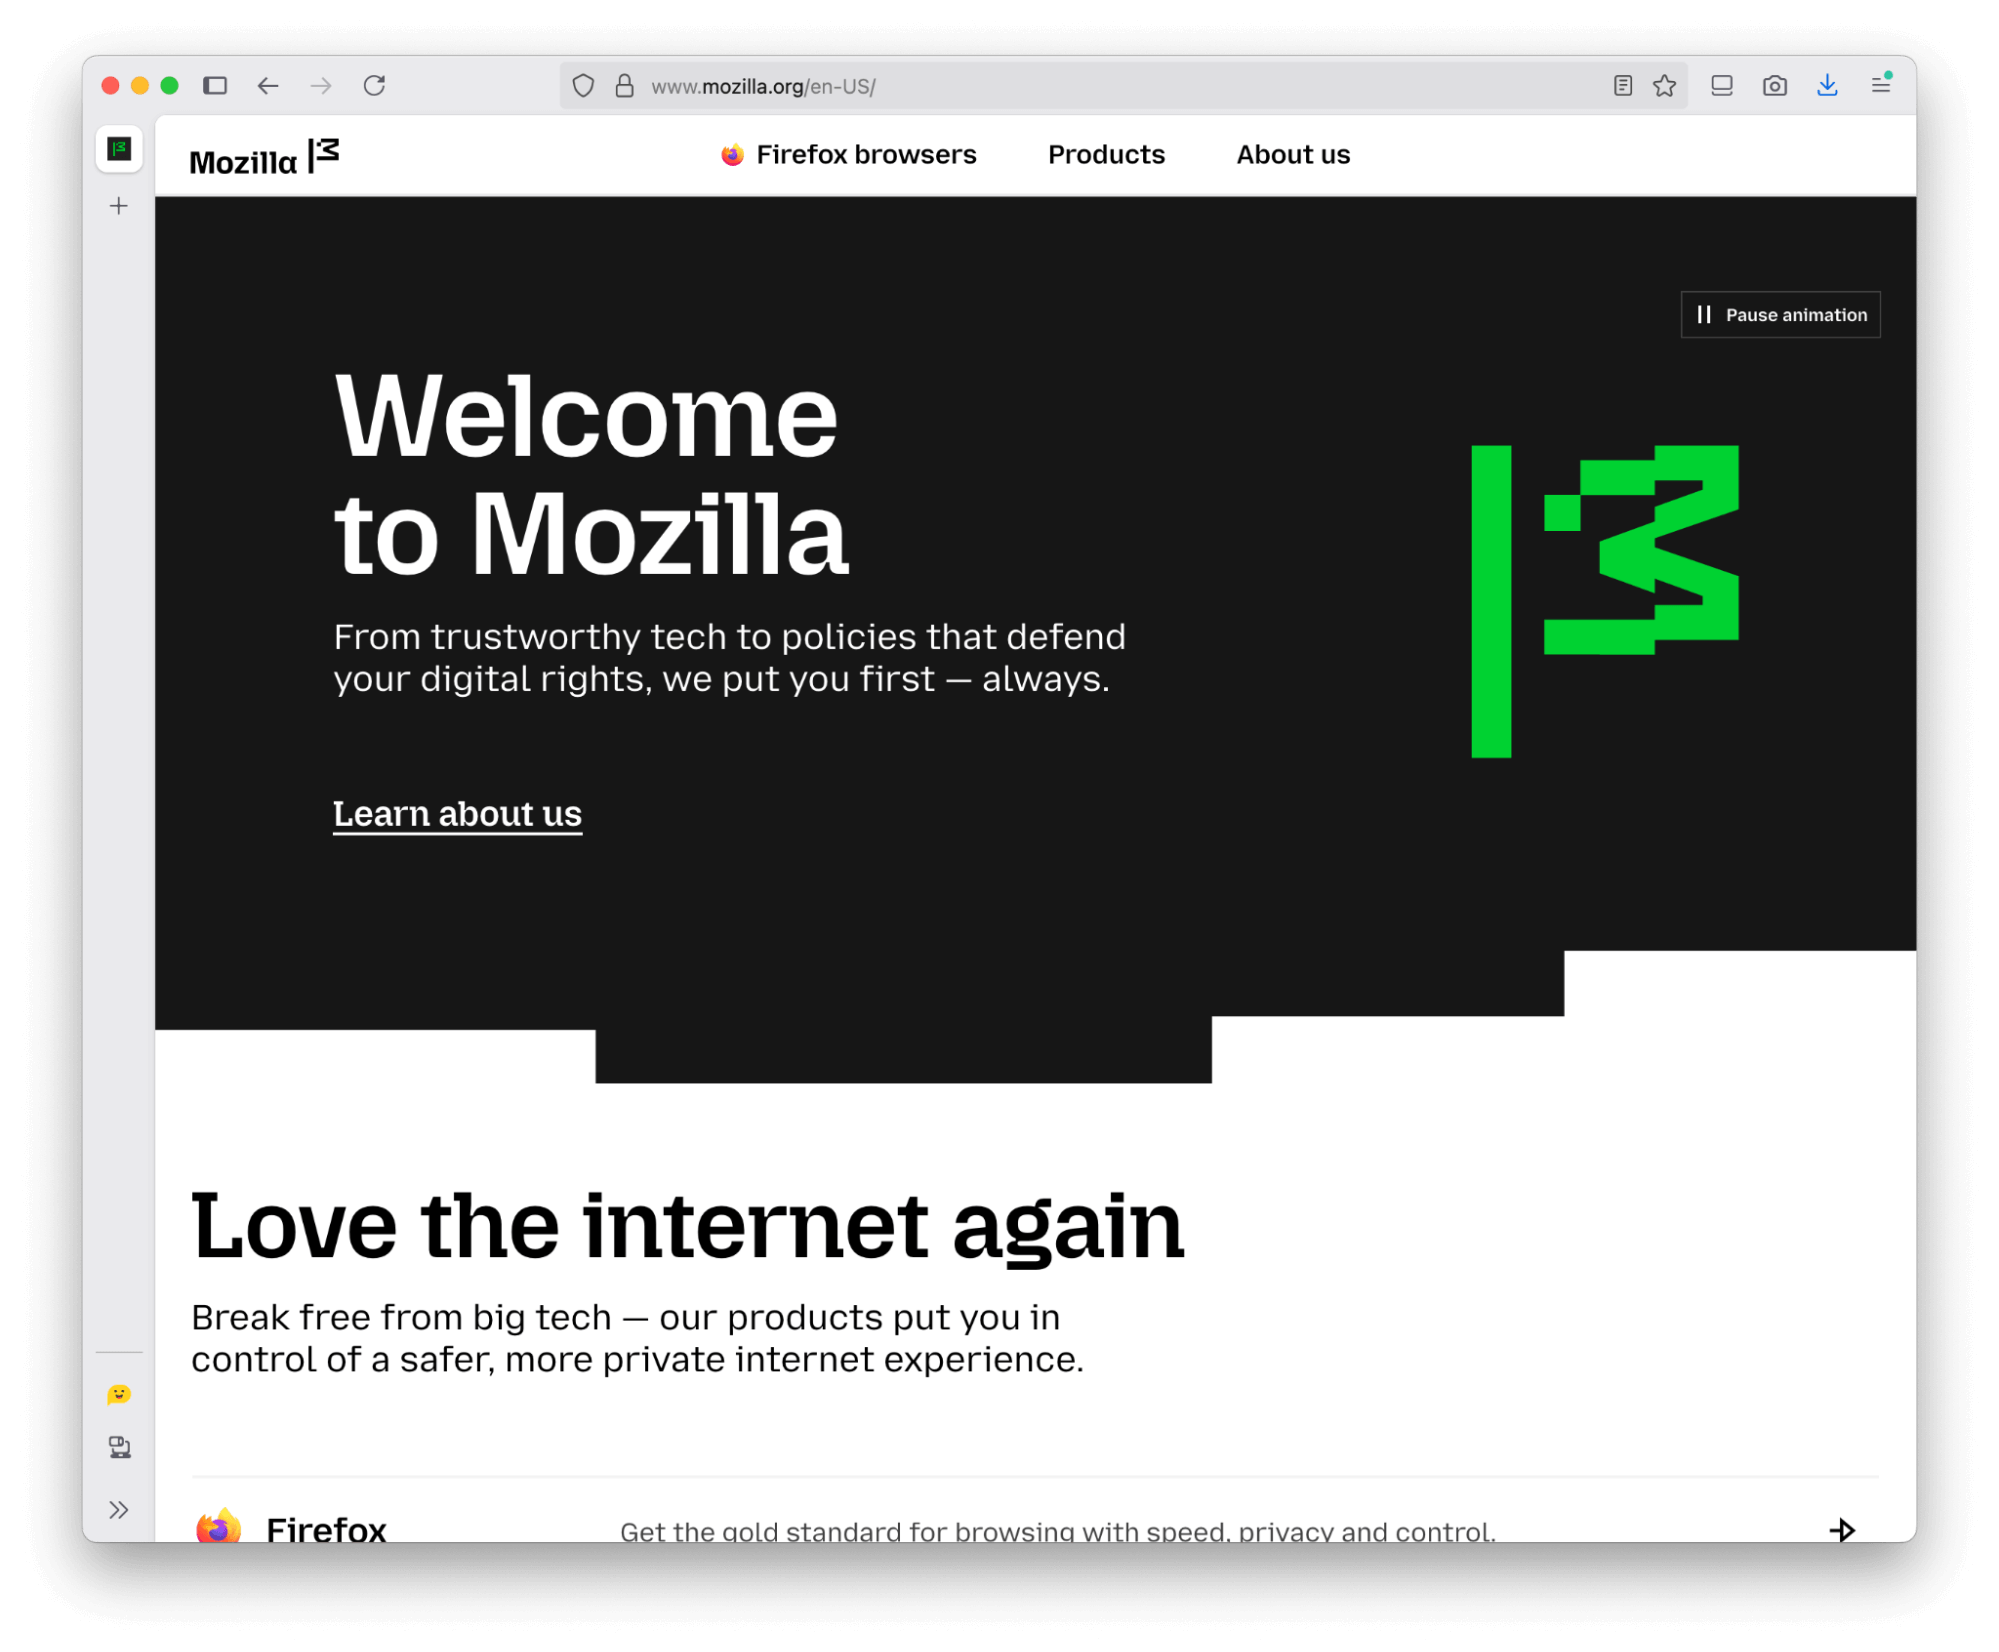 www.mozilla.org/en-US/
Mozilla
Firefox browsers
Products
About us
Pause animation
Welcome
to Mozilla
From trustworthy tech to policies that defend
your digital rights, we put you first — always.
Learn about us
Love the internet again
Break free from big tech — our products put you in
control of a safer, more private internet experience.
Firefox
Get the gold standard for browsing with speed, privacy and control.